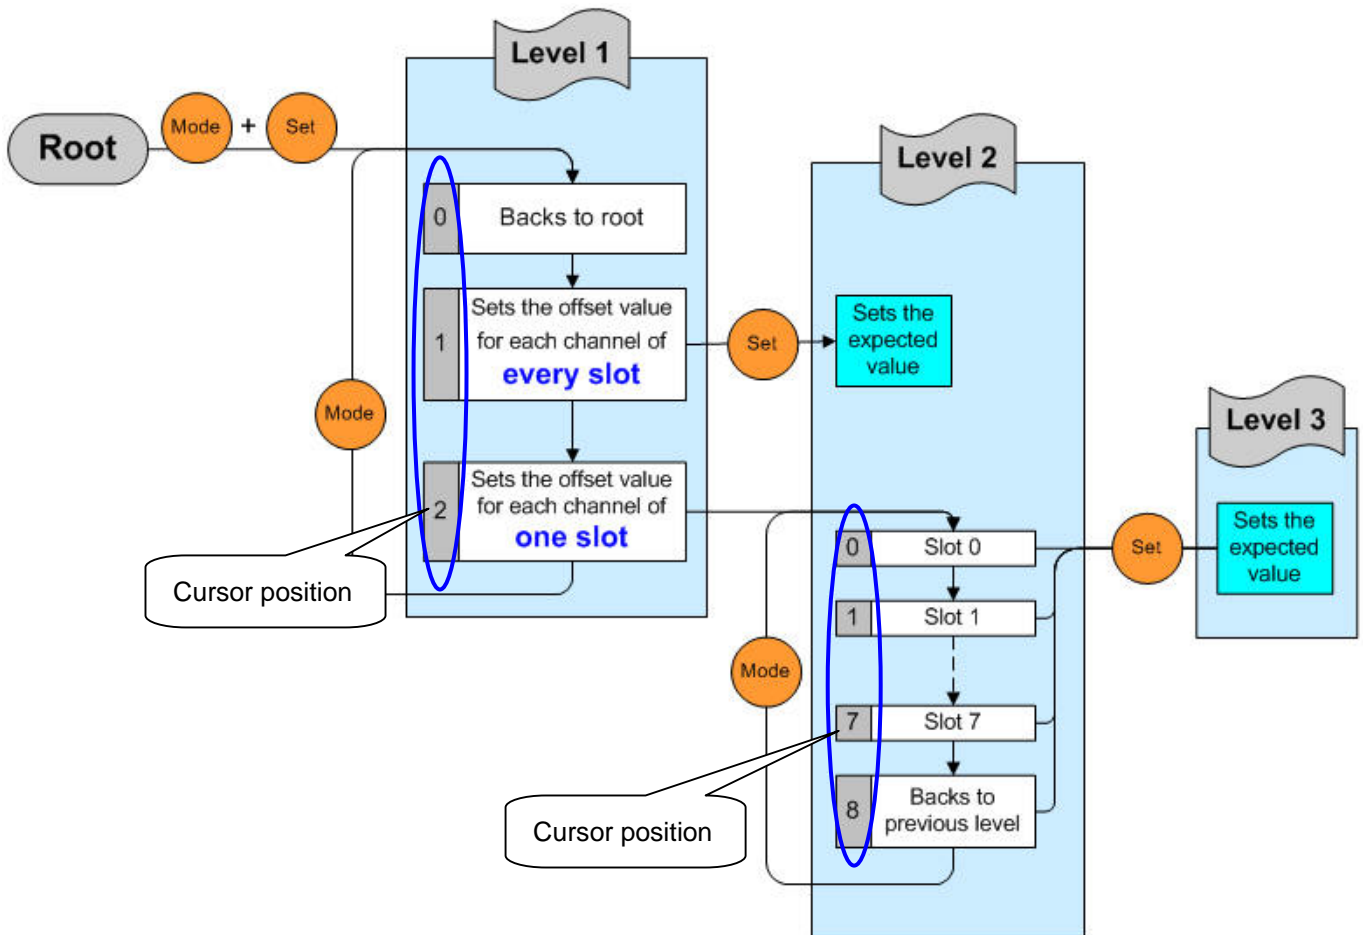 Level 1
Root
Mode
+
Set
0
Backs to root
1
Sets the offset value
for each channel of
every slot
Set
Mode
2
Sets the offset value
for each channel of
one slot
Cursor position
Level 2
Sets the
expected
value
0
Slot 0
1
Slot 1
Mode
7
Slot 7
8
Backs to
previous level
Cursor position
Set
Level 3
Sets the
expected
value